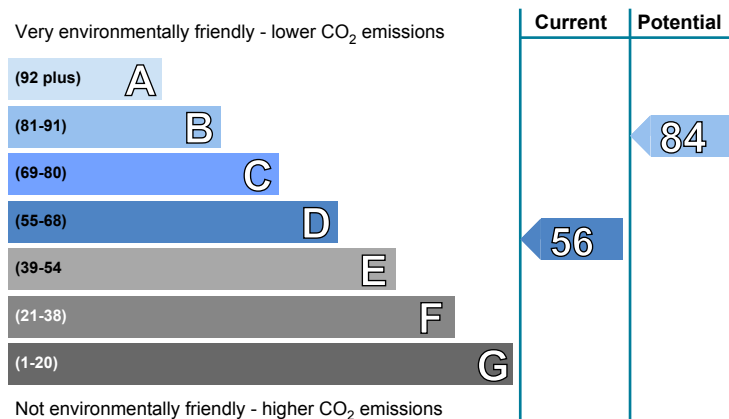 Very environmentally friendly - lower CO₂ emissions
Current
Potential
(92 plus) A
(81-91) B
84
(69-80) C
(55-68) D
56
(39-54 E
(21-38) F
(1-20) G
Not environmentally friendly - higher CO₂ emissions